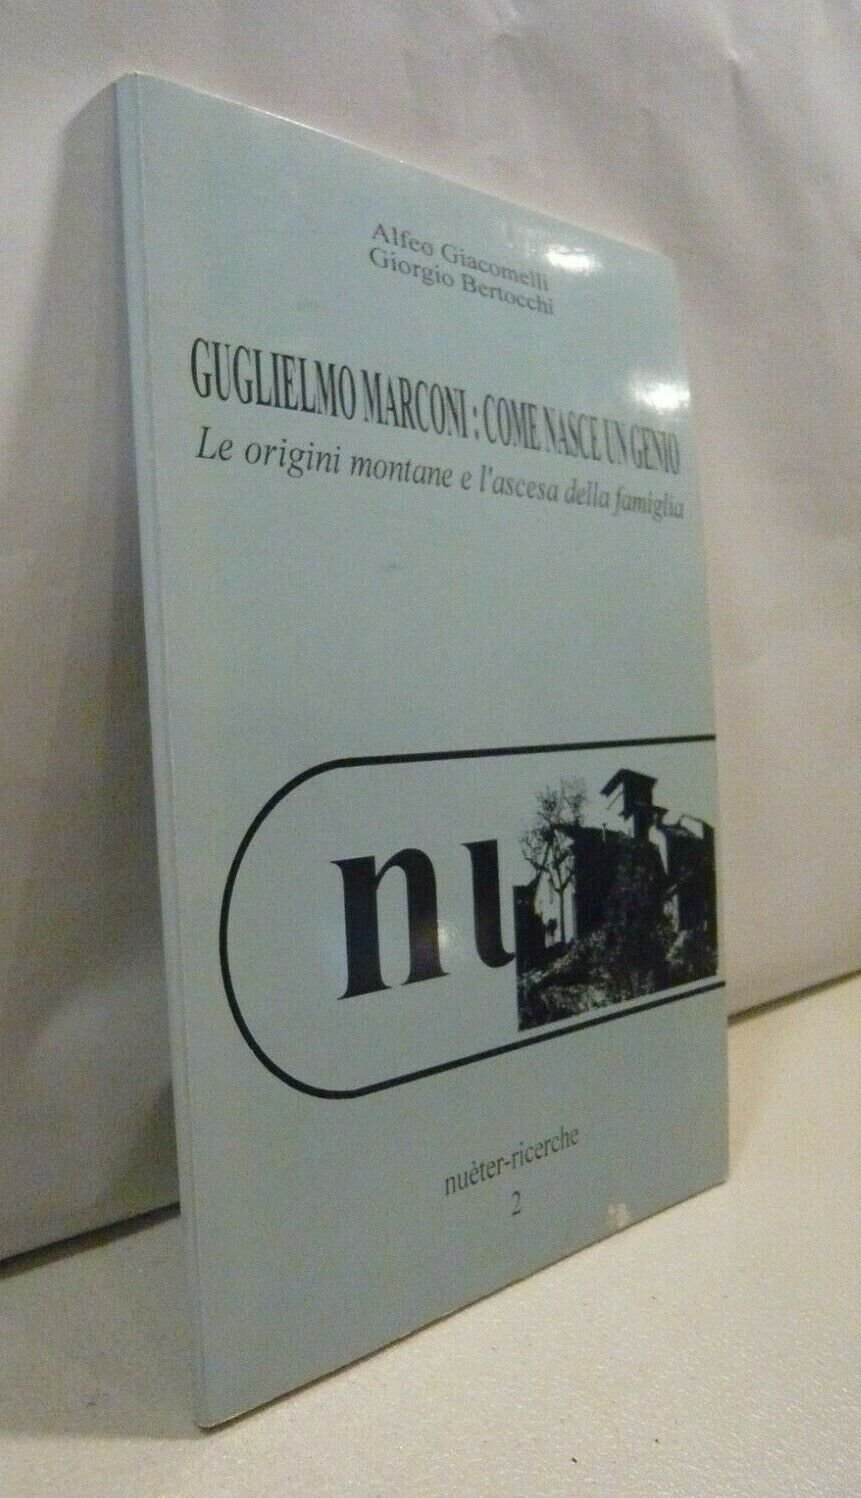 Alfeo Giacomelli
Giorgio Bertocchi
GUGLIELMO MARCONI : COME NASCE UN GENIO
Le origini montane e l'ascesa della famiglia
nu
nuèter-ricerche
2